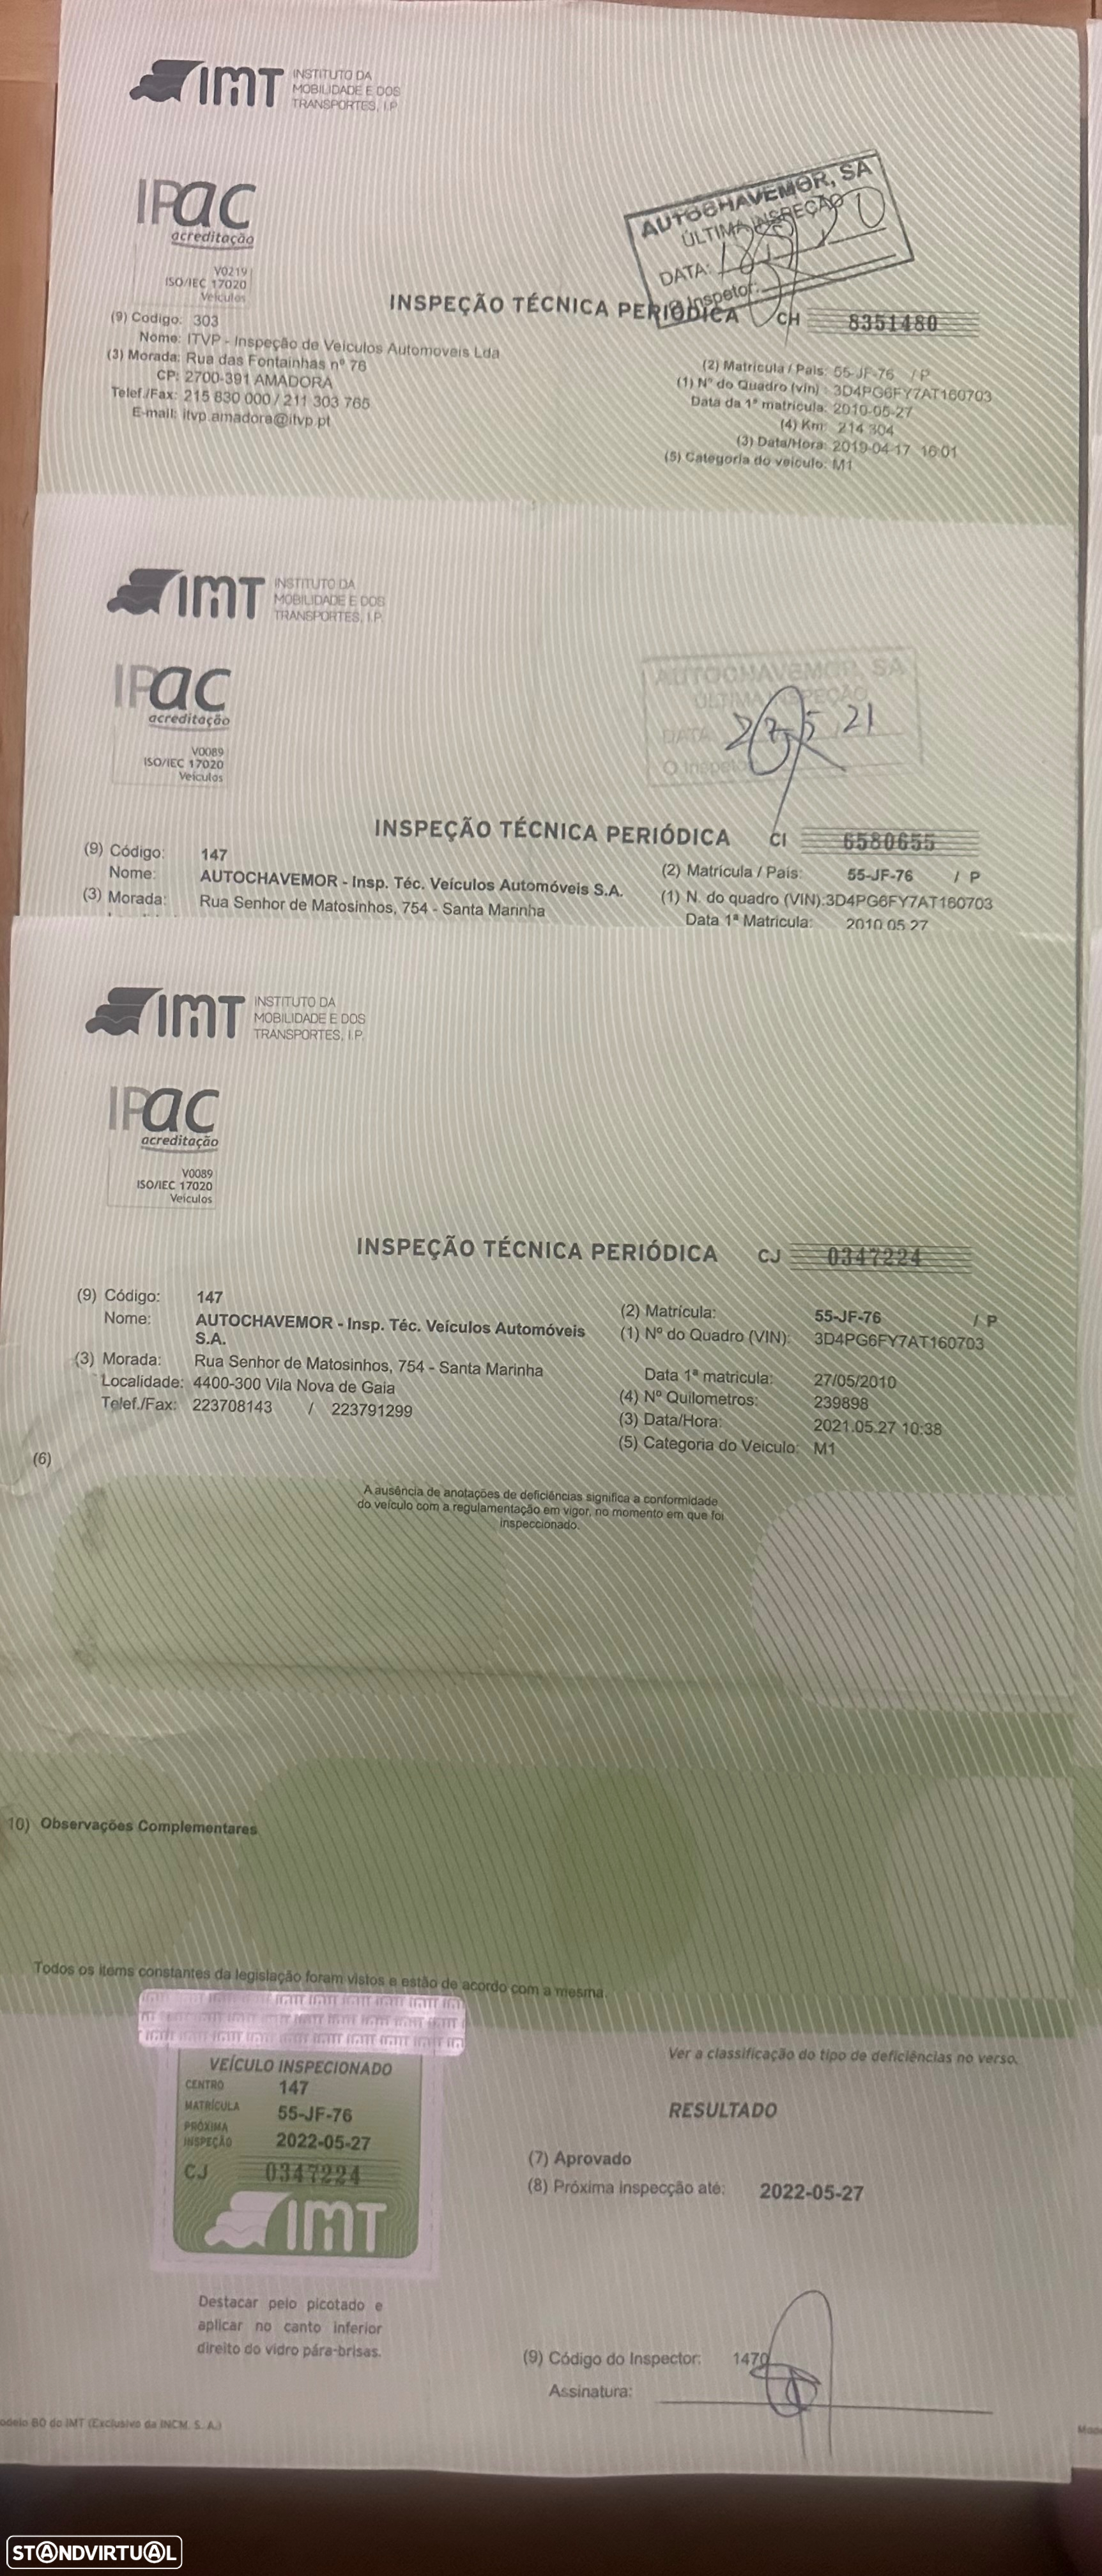 IMT INSTITUTO DA
MOBILIDADE E DOS
TRANSPORTES, I.P.
IPac
acreditação
V0219
ISO/IEC 17020
Veículos
AUTOCHAVEMOR, SA
ÚLTIMA INSPEÇÃO
DATA:
O Inspetor:
INSPEÇÃO TÉCNICA PERIÓDICA CH 8351480
(9) Codigo: 303
Nome: ITVP - Inspeção de Veiculos Automoveis Lda
(3) Morada: Rua das Fontainhas nº 76
CP: 2700-391 AMADORA
Telef./Fax: 215 830 000 / 211 303 765
E-mail: itvp.amadora@itvp.pt
(2) Matricula / Pais: 55-JF-76 / P
(1) Nº do Quadro (vin) : 3D4PG6FY7AT160703
Data da 1ª matricula: 2010-05-27
(4) Km: 214 304
(3) Data/Hora: 2019-04-17 16:01
(5) Categoria do veiculo: M1
IMT INSTITUTO DA
MOBILIDADE E DOS
TRANSPORTES, I.P.
IPac
acreditação
V0089
ISO/IEC 17020
Veículos
AUTOCHAVEMOR, SA
ÚLTIMA INSPEÇÃO
DATA 27 5 21
O Inspetor
INSPEÇÃO TÉCNICA PERIÓDICA CI 6580655
(9) Código: 147
Nome: AUTOCHAVEMOR - Insp. Téc. Veículos Automóveis S.A.
(3) Morada: Rua Senhor de Matosinhos, 754 - Santa Marinha
(2) Matrícula / País: 55-JF-76 / P
(1) N. do quadro (VIN):3D4PG6FY7AT160703
Data 1ª Matricula: 2010.05.27
IMT INSTITUTO DA
MOBILIDADE E DOS
TRANSPORTES, I.P.
IPac
acreditação
V0089
ISO/IEC 17020
Veículos
INSPEÇÃO TÉCNICA PERIÓDICA CJ 0347224
(9) Código: 147
Nome: AUTOCHAVEMOR - Insp. Téc. Veículos Automóveis
S.A.
(3) Morada: Rua Senhor de Matosinhos, 754 - Santa Marinha
Localidade: 4400-300 Vila Nova de Gaia
Telef./Fax: 223708143 / 223791299
(2) Matrícula: 55-JF-76 / P
(1) Nº do Quadro (VIN): 3D4PG6FY7AT160703
Data 1ª matricula: 27/05/2010
(4) Nº Quilometros: 239898
(3) Data/Hora: 2021.05.27 10:38
(5) Categoria do Veículo: M1
(6)
A ausência de anotações de deficiências significa a conformidade
do veículo com a regulamentação em vigor, no momento em que foi
inspeccionado.
10) Observações Complementares
Todos os items constantes da legislação foram vistos e estão de acordo com a mesma.
VEÍCULO INSPECIONADO
CENTRO 147
MATRÍCULA 55-JF-76
PRÓXIMA
INSPEÇÃO 2022-05-27
CJ 0347224
IMT
Ver a classificação do tipo de deficiências no verso.
RESULTADO
(7) Aprovado
(8) Próxima inspecção até: 2022-05-27
Destacar pelo picotado e
aplicar no canto inferior
direito do vidro pára-brisas.
(9) Código do Inspector: 1470
Assinatura:
odelo BO do IMT (Exclusivo da INCM, S. A.)
STANDVIRTUAL